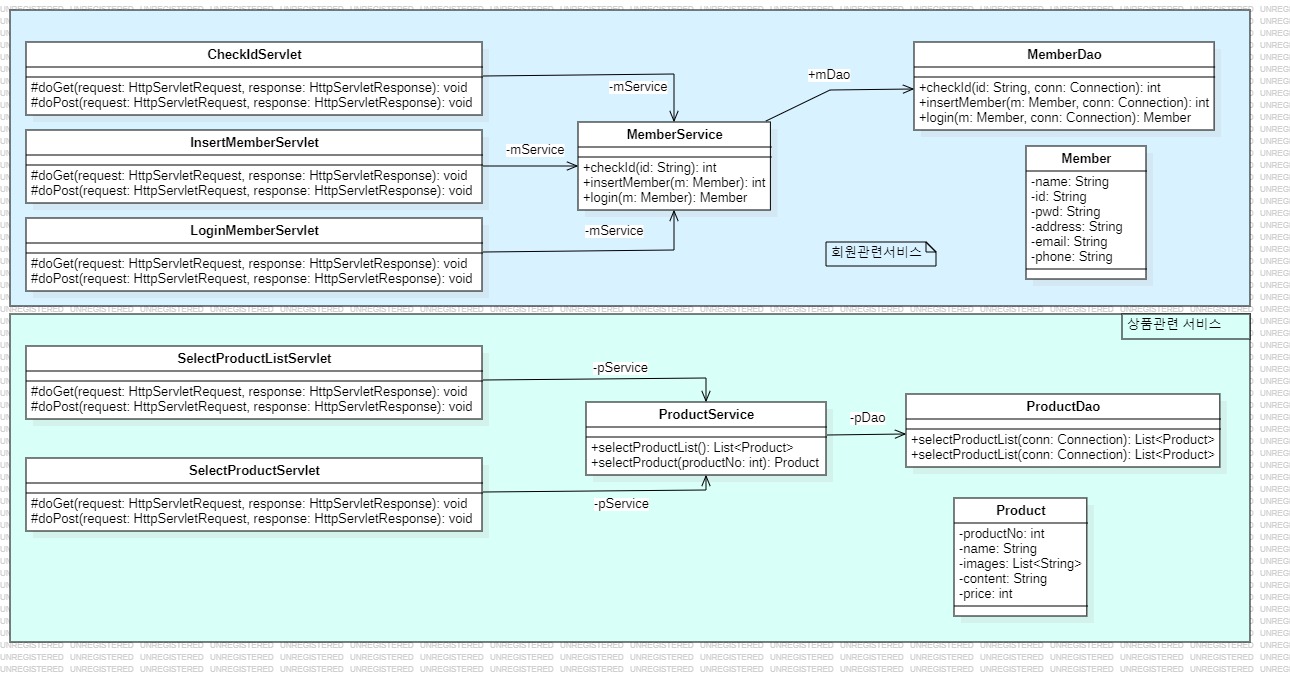 CheckIdServlet
#doGet(request: HttpServletRequest, response: HttpServletResponse): void
#doPost(request: HttpServletRequest, response: HttpServletResponse): void
InsertMemberServlet
#doGet(request: HttpServletRequest, response: HttpServletResponse): void
#doPost(request: HttpServletRequest, response: HttpServletResponse): void
LoginMemberServlet
#doGet(request: HttpServletRequest, response: HttpServletResponse): void
#doPost(request: HttpServletRequest, response: HttpServletResponse): void
-mService
-mService
-mService
MemberService
+checkId(id: String): int
+insertMember(m: Member): int
+login(m: Member): Member
+mDao
MemberDao
+checkId(id: String, conn: Connection): int
+insertMember(m: Member, conn: Connection): int
+login(m: Member, conn: Connection): Member
Member
-name: String
-id: String
-pwd: String
-address: String
-email: String
-phone: String
회원관련서비스
상품관련 서비스
SelectProductListServlet
#doGet(request: HttpServletRequest, response: HttpServletResponse): void
#doPost(request: HttpServletRequest, response: HttpServletResponse): void
SelectProductServlet
#doGet(request: HttpServletRequest, response: HttpServletResponse): void
#doPost(request: HttpServletRequest, response: HttpServletResponse): void
-pService
-pService
ProductService
+selectProductList(): List<Product>
+selectProduct(productNo: int): Product
-pDao
ProductDao
+selectProductList(conn: Connection): List<Product>
+selectProductList(conn: Connection): List<Product>
Product
-productNo: int
-name: String
-images: List<String>
-content: String
-price: int
UNREGISTERED UNREGISTERED UNREGISTERED UNREGISTERED UNREGISTERED UNREGISTERED UNREGISTERED UNREGISTERED UNREGISTERED